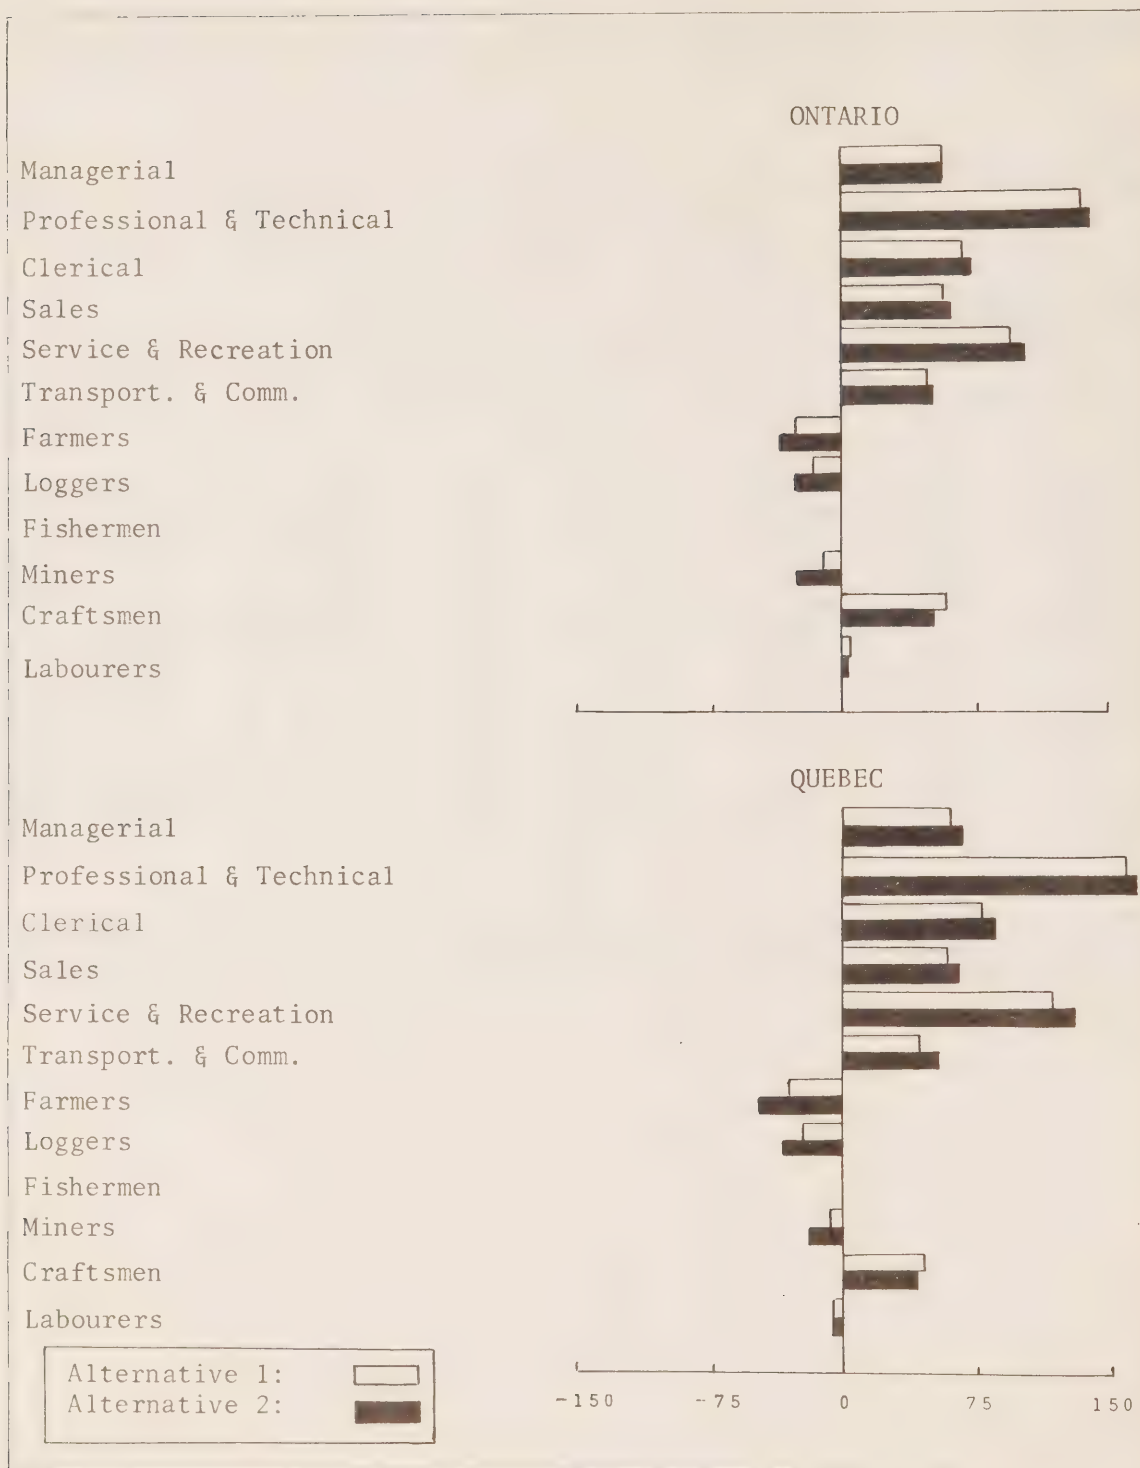 ONTARIO
Managerial
Professional & Technical
Clerical
Sales
Service & Recreation
Transport. & Comm.
Farmers
Loggers
Fishermen
Miners
Craftsmen
Labourers
QUEBEC
Managerial
Professional & Technical
Clerical
Sales
Service & Recreation
Transport. & Comm.
Farmers
Loggers
Fishermen
Miners
Craftsmen
Labourers
Alternative 1:
Alternative 2:
-150 -75 0 75 150